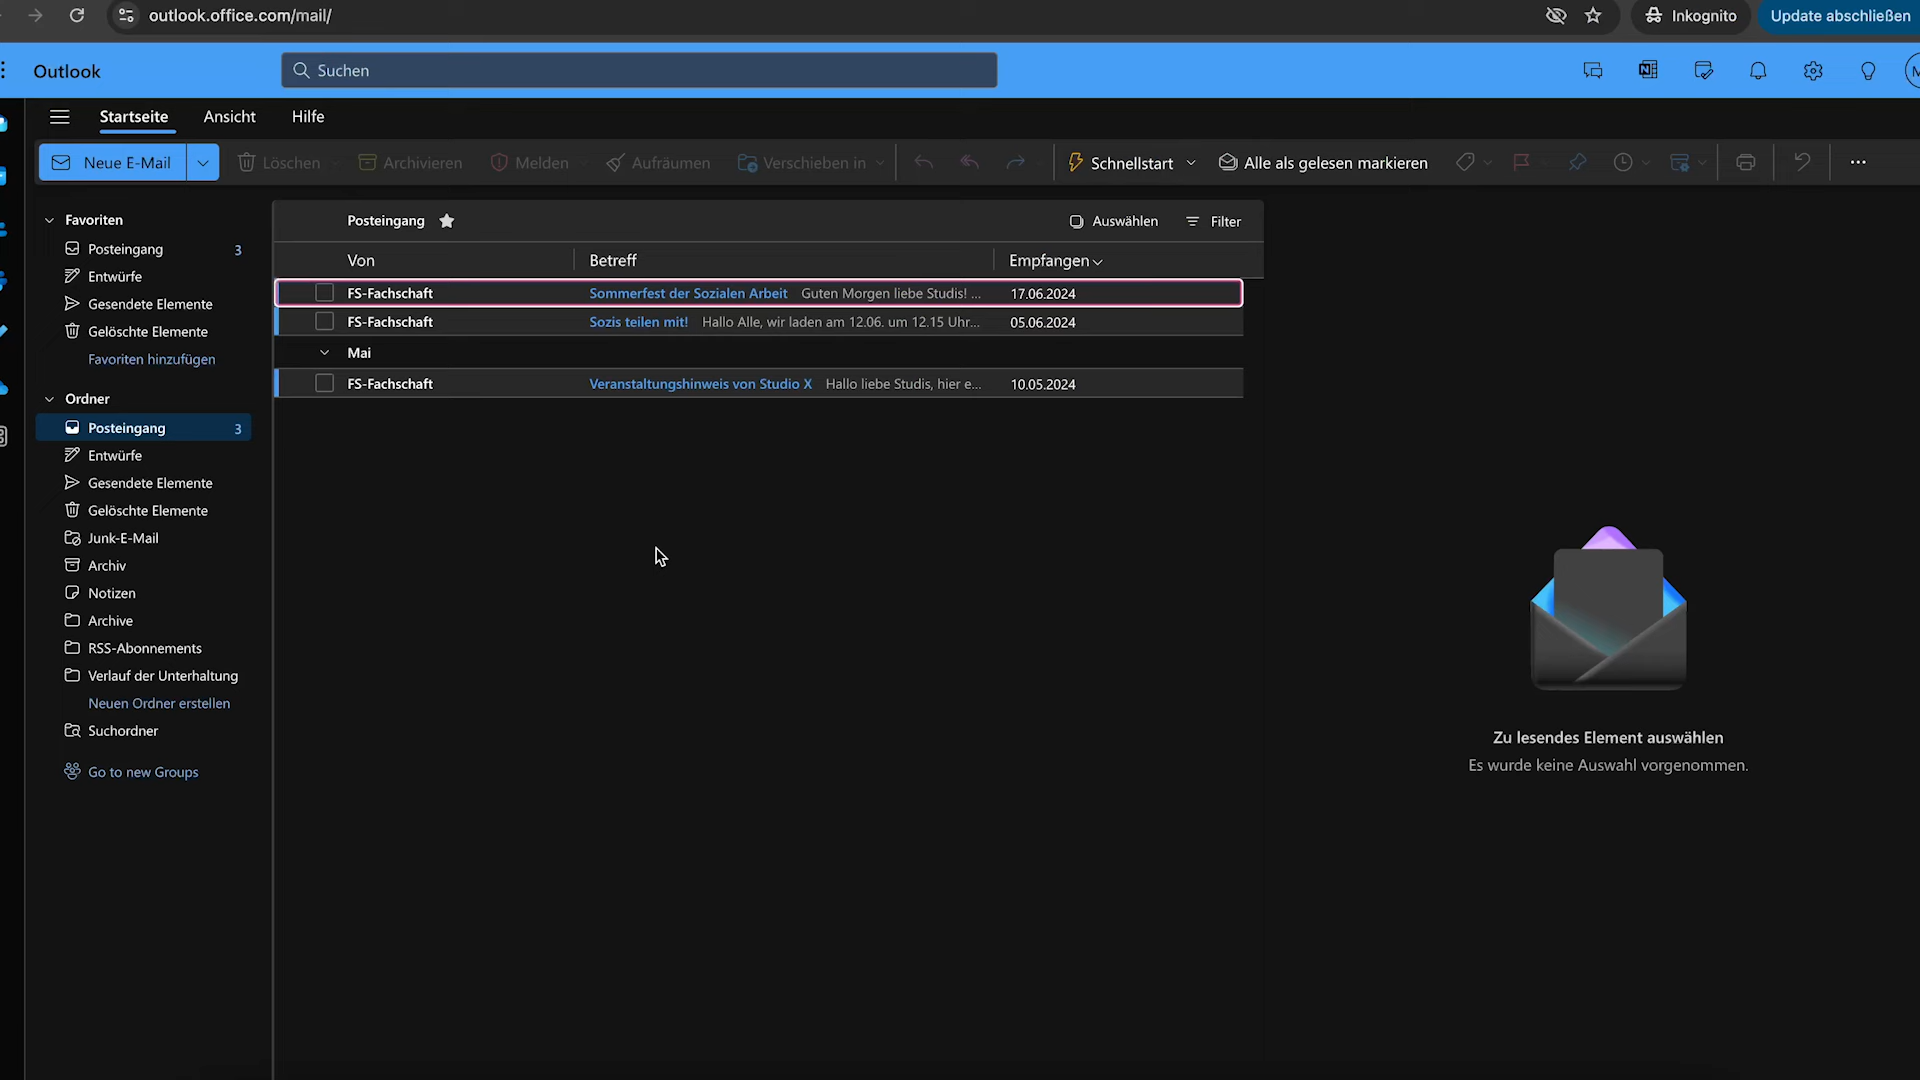 outlook.office.com/mail/
Inkognito
Update abschließen
Outlook
Suchen
Startseite Ansicht Hilfe
Neue E-Mail Löschen Archivieren Melden Aufräumen Verschieben in Schnellstart Alle als gelesen markieren
Favoriten
Posteingang 3
Entwürfe
Gesendete Elemente
Gelöschte Elemente
Favoriten hinzufügen
Ordner
Posteingang 3
Entwürfe
Gesendete Elemente
Gelöschte Elemente
Junk-E-Mail
Archiv
Notizen
Archive
RSS-Abonnements
Verlauf der Unterhaltung
Neuen Ordner erstellen
Suchordner
Go to new Groups
Posteingang Auswählen Filter
Von Betreff Empfangen
FS-Fachschaft Sommerfest der Sozialen Arbeit Guten Morgen liebe Studis! ... 17.06.2024
FS-Fachschaft Sozis teilen mit! Hallo Alle, wir laden am 12.06. um 12.15 Uhr... 05.06.2024
Mai
FS-Fachschaft Veranstaltungshinweis von Studio X Hallo liebe Studis, hier e... 10.05.2024
Zu lesendes Element auswählen
Es wurde keine Auswahl vorgenommen.